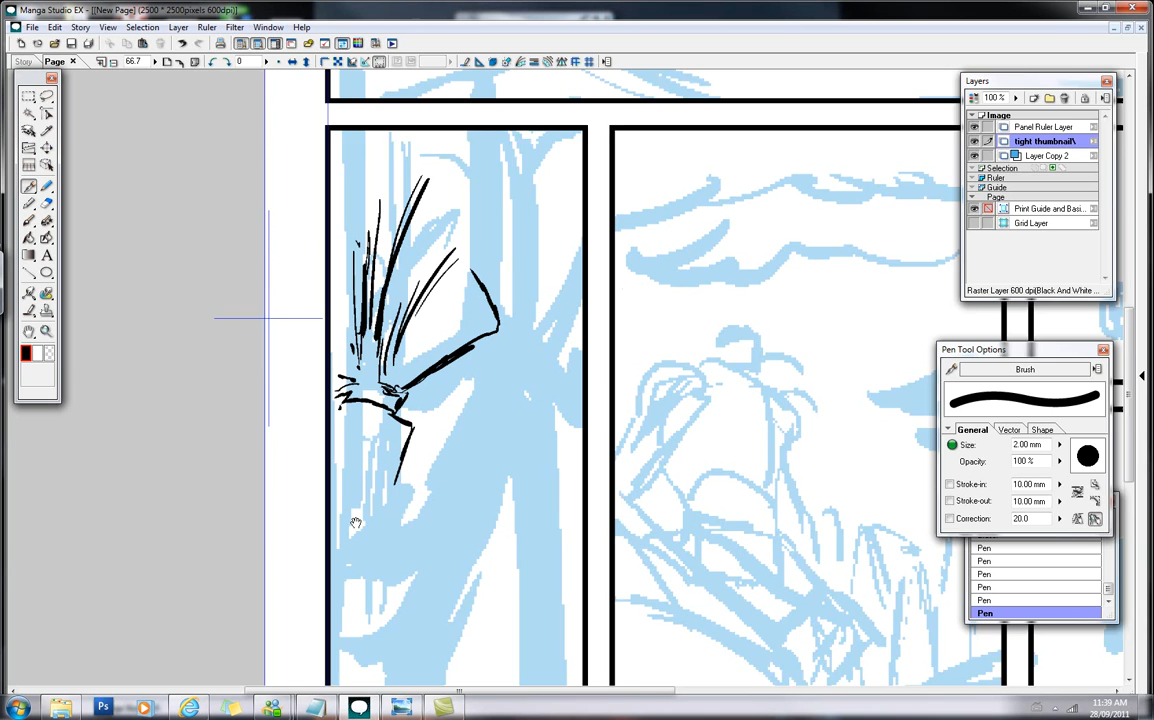 Manga Studio EX - [[New Page] (2500 * 2500pixels 600dpi)]
File Edit Story View Selection Layer Ruler Filter Window Help
Story Page 66.7 0
Layers
100 %
Image
Panel Ruler Layer
tight thumbnail\
Layer Copy 2
Selection
Ruler
Guide
Page
Print Guide and Basi...
Grid Layer
Raster Layer 600 dpi(Black And White ...
Pen Tool Options
Brush
General Vector Shape
Size: 2.00 mm
Opacity: 100 %
Stroke-in: 10.00 mm
Stroke-out: 10.00 mm
Correction: 20.0
Pen
Pen
Pen
Pen
Pen
Pen
11:39 AM
28/09/2011